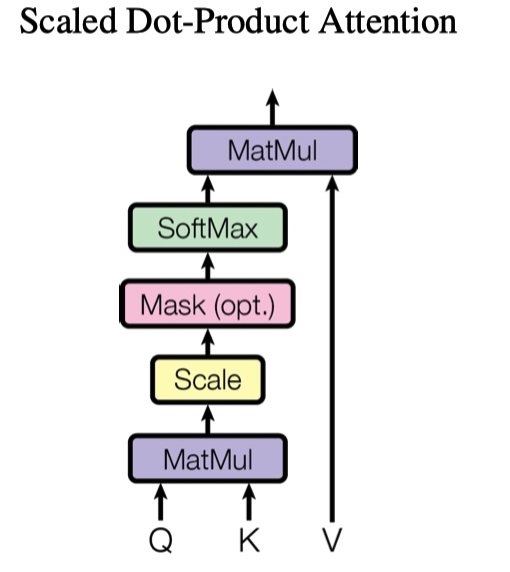 Scaled Dot-Product Attention
MatMul
SoftMax
Mask (opt.)
Scale
MatMul
Q K V